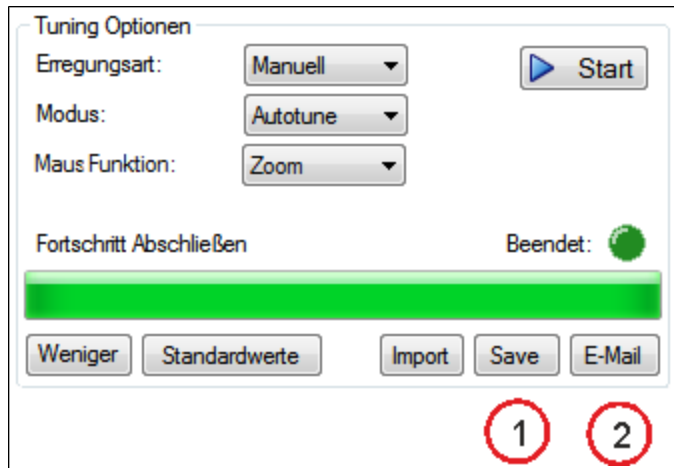 Tuning Optionen
Erregungsart: Manuell Start
Modus: Autotune
Maus Funktion: Zoom
Fortschritt Abschließen Beendet:
Weniger Standardwerte Import Save E-Mail
1 2